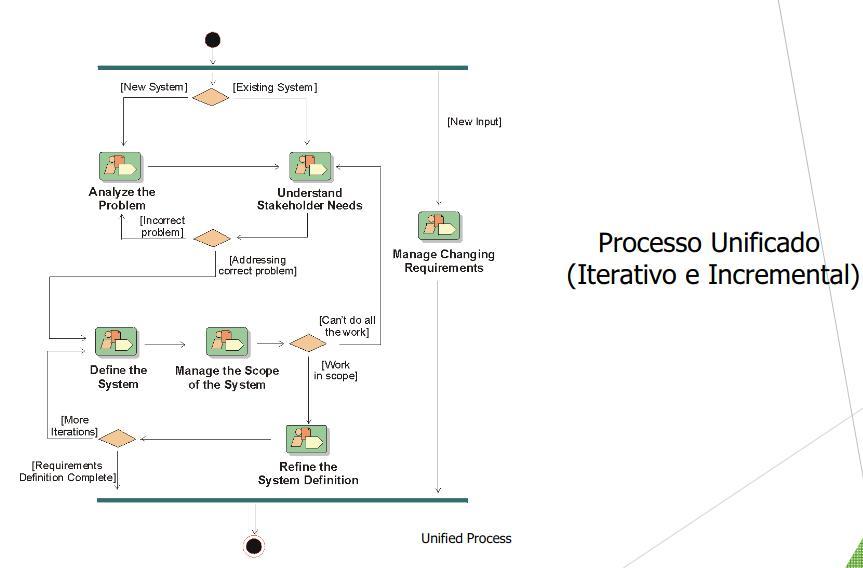 [New System]
[Existing System]
[New Input]
Analyze the
Problem
Understand
Stakeholder Needs
[Incorrect
problem]
[Addressing
correct problem]
Manage Changing
Requirements
Processo Unificado
(Iterativo e Incremental)
[Can't do all
the work]
Define the
System
Manage the Scope
of the System
[Work
in scope]
[More
Iterations]
[Requirements
Definition Complete]
Refine the
System Definition
Unified Process